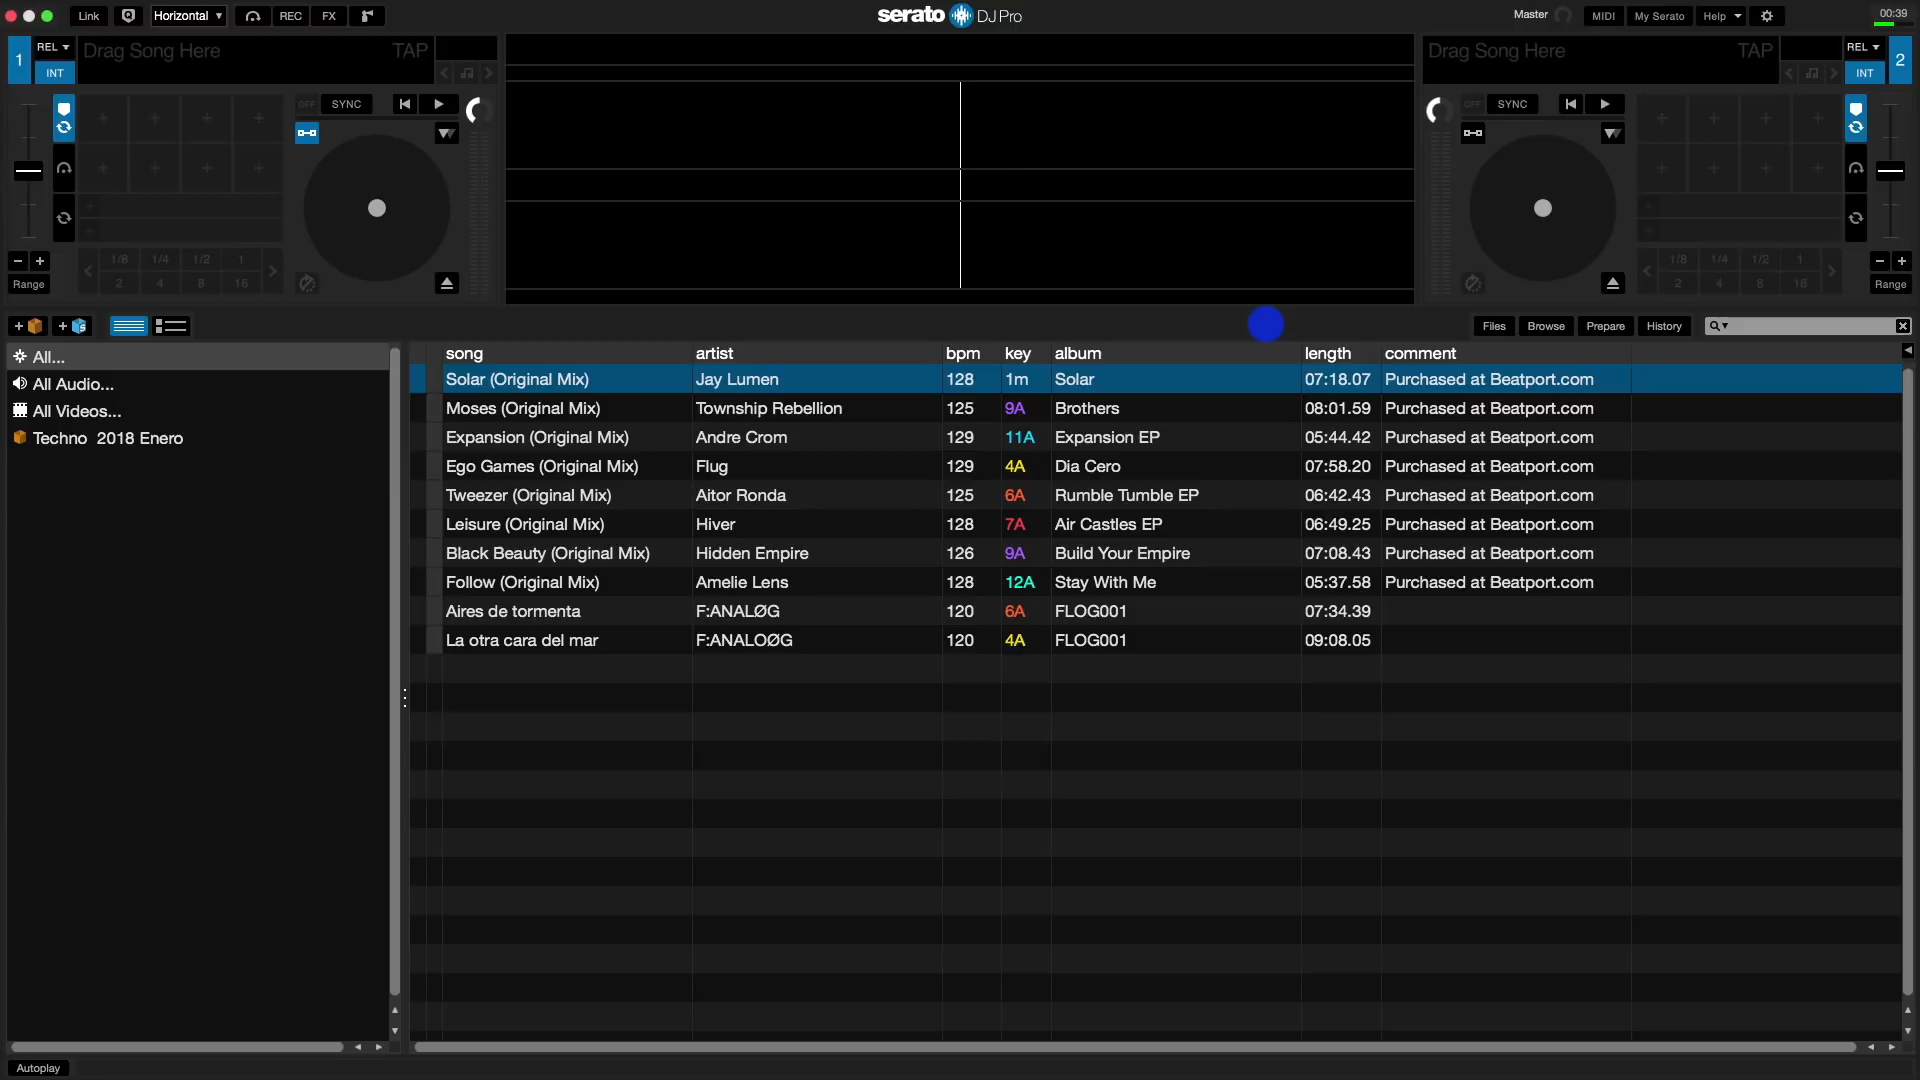 Link Horizontal REC FX serato DJ Pro Master MIDI My Serato Help 00:39
1 REL Drag Song Here TAP
INT
Drag Song Here TAP REL 2
INT
OFF SYNC
OFF SYNC
1/8 1/4 1/2 1
2 4 8 16
Range
1/8 1/4 1/2 1
2 4 8 16
Range
Files Browse Prepare History
All...
All Audio...
All Videos...
Techno 2018 Enero
song artist bpm key album length comment
Solar (Original Mix) Jay Lumen 128 1m Solar 07:18.07 Purchased at Beatport.com
Moses (Original Mix) Township Rebellion 125 9A Brothers 08:01.59 Purchased at Beatport.com
Expansion (Original Mix) Andre Crom 129 11A Expansion EP 05:44.42 Purchased at Beatport.com
Ego Games (Original Mix) Flug 129 4A Dia Cero 07:58.20 Purchased at Beatport.com
Tweezer (Original Mix) Aitor Ronda 125 6A Rumble Tumble EP 06:42.43 Purchased at Beatport.com
Leisure (Original Mix) Hiver 128 7A Air Castles EP 06:49.25 Purchased at Beatport.com
Black Beauty (Original Mix) Hidden Empire 126 9A Build Your Empire 07:08.43 Purchased at Beatport.com
Follow (Original Mix) Amelie Lens 128 12A Stay With Me 05:37.58 Purchased at Beatport.com
Aires de tormenta F:ANALØG 120 6A FLOG001 07:34.39
La otra cara del mar F:ANALOØG 120 4A FLOG001 09:08.05
Autoplay